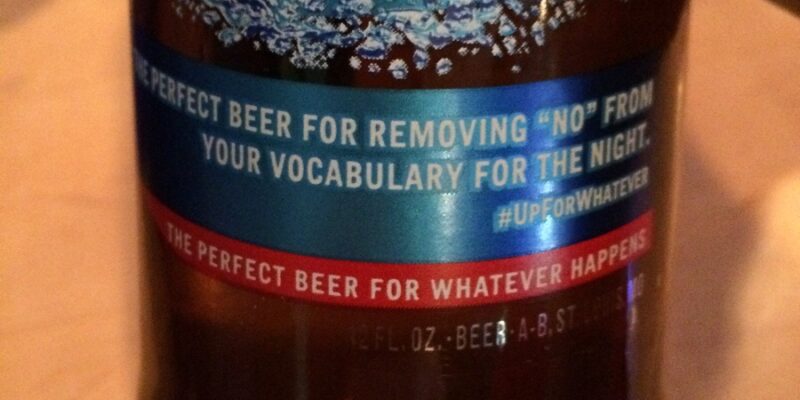 THE PERFECT BEER FOR REMOVING “NO” FROM
YOUR VOCABULARY FOR THE NIGHT.
#UPFORWHATEVER
THE PERFECT BEER FOR WHATEVER HAPPENS
12 FL. OZ.-BEER-A-B, ST.